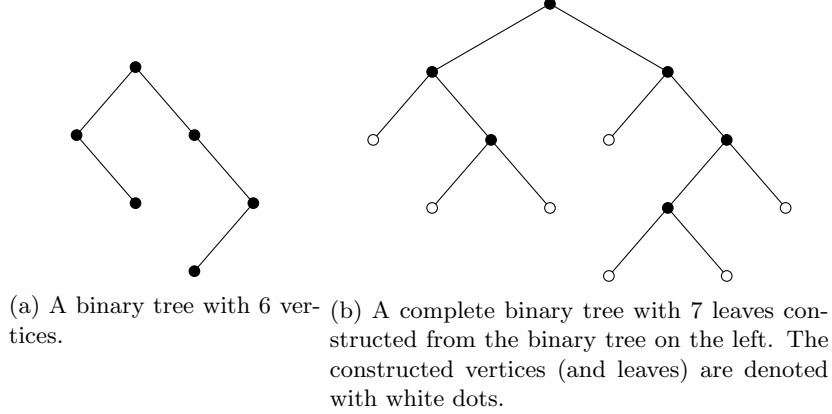 (a) A binary tree with 6 ver-
tices.
(b) A complete binary tree with 7 leaves con-
structed from the binary tree on the left. The
constructed vertices (and leaves) are denoted
with white dots.